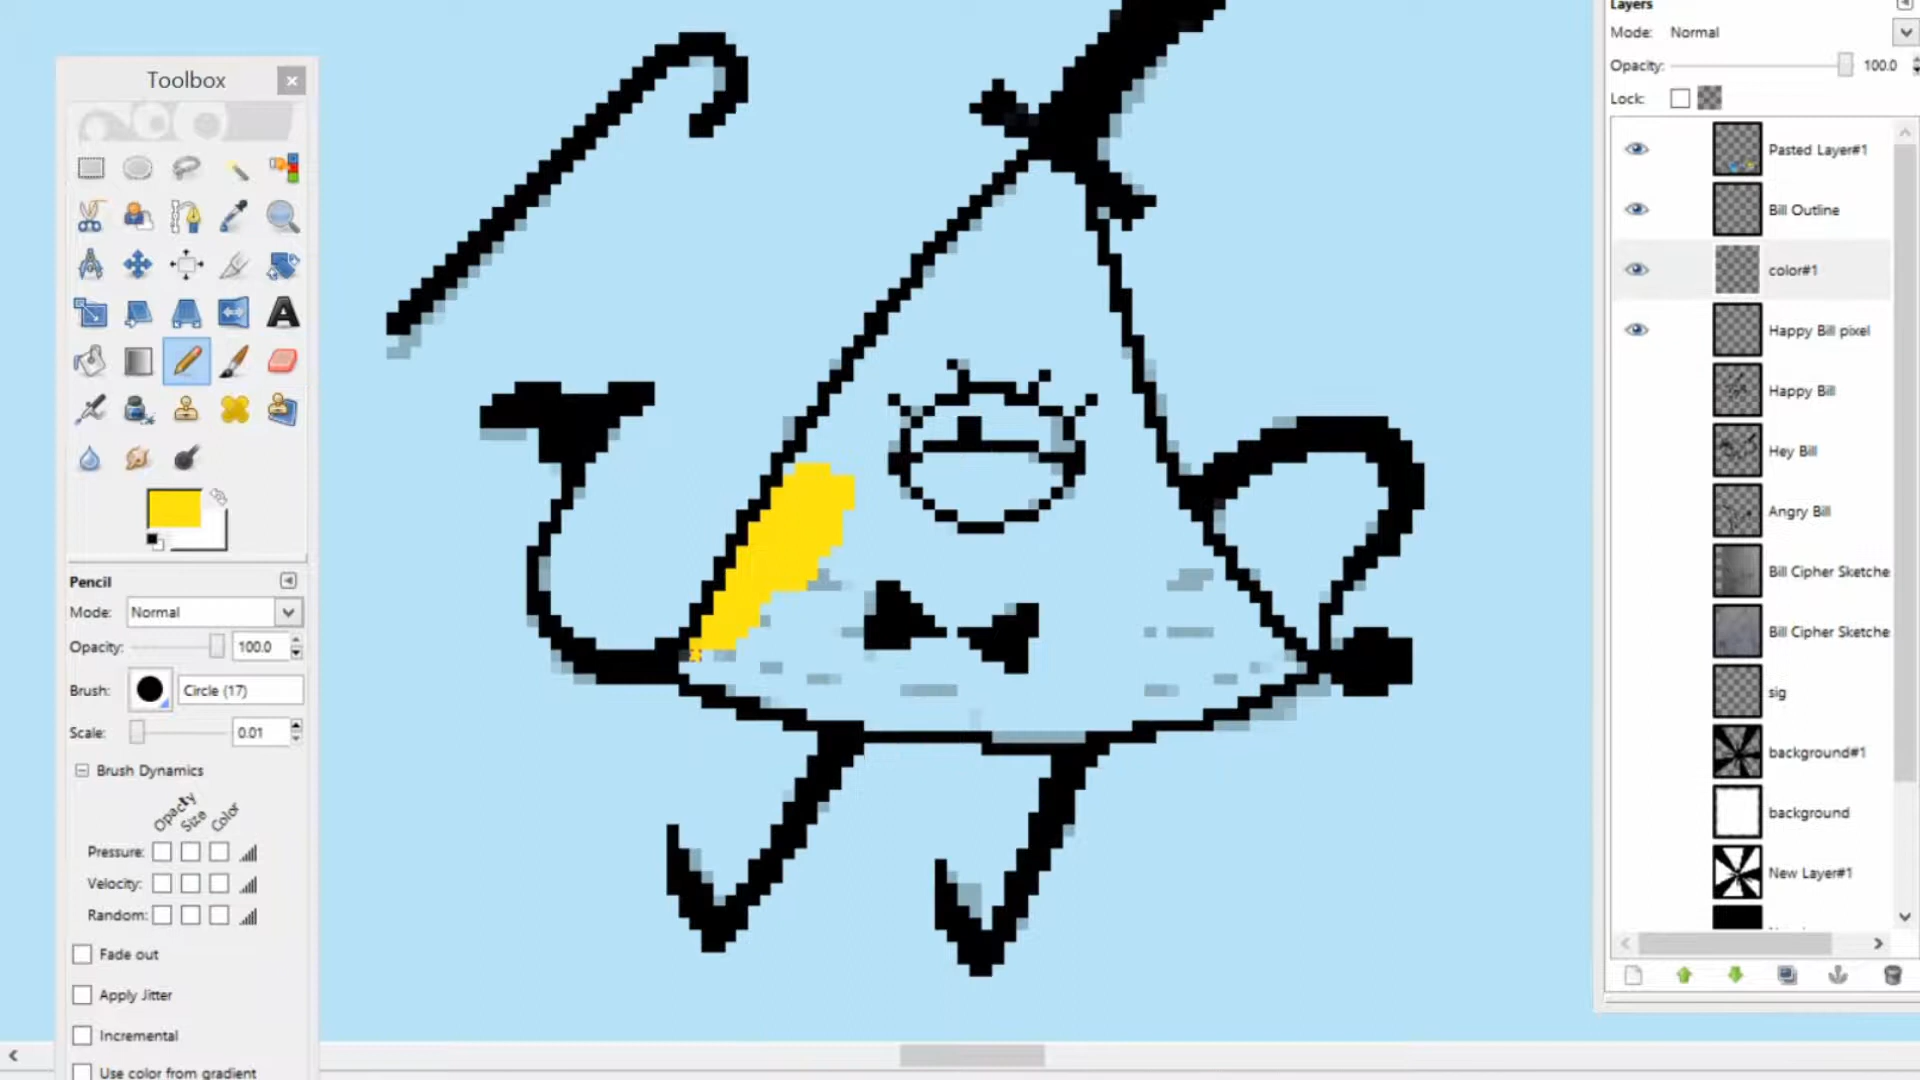 Toolbox
Pencil
Mode: Normal
Opacity: 100.0
Brush: Circle (17)
Scale: 0.01
Brush Dynamics
Opacity Size Color
Pressure:
Velocity:
Random:
Fade out
Apply Jitter
Incremental
Use color from gradient
Layers
Mode: Normal
Opacity: 100.0
Lock:
Pasted Layer#1
Bill Outline
color#1
Happy Bill pixel
Happy Bill
Hey Bill
Angry Bill
Bill Cipher Sketche
Bill Cipher Sketche
sig
background#1
background
New Layer#1